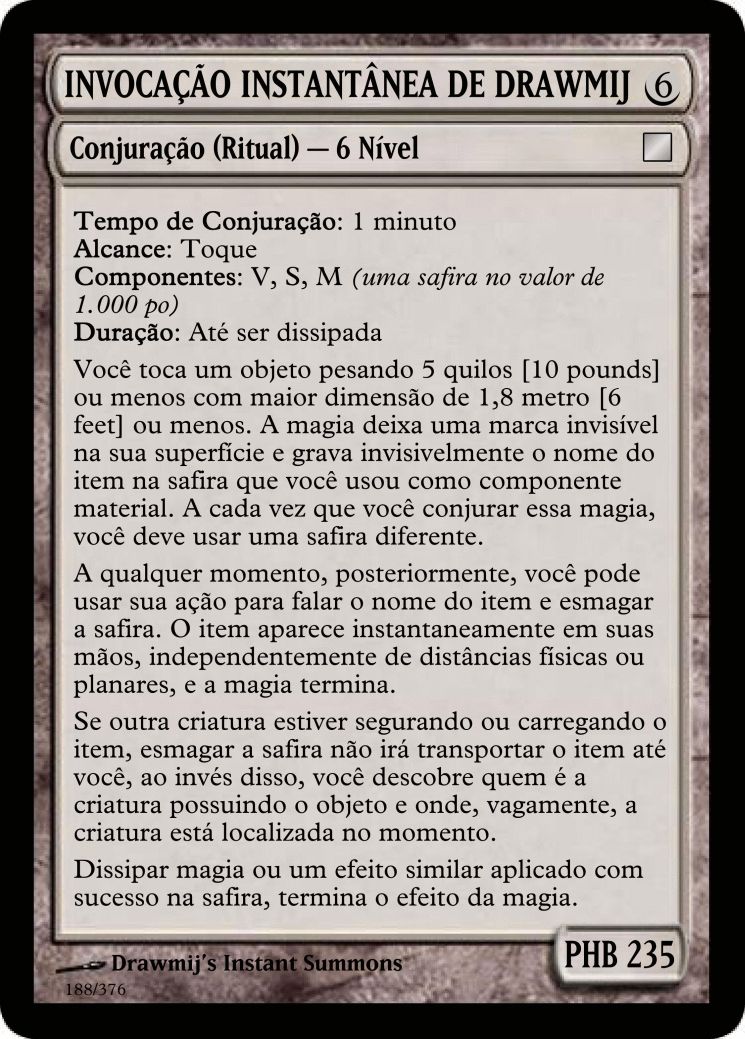 INVOCAÇÃO INSTANTÂNEA DE DRAWMIJ 6
Conjuração (Ritual) — 6 Nível
Tempo de Conjuração: 1 minuto
Alcance: Toque
Componentes: V, S, M (uma safira no valor de
1.000 po)
Duração: Até ser dissipada
Você toca um objeto pesando 5 quilos [10 pounds]
ou menos com maior dimensão de 1,8 metro [6
feet] ou menos. A magia deixa uma marca invisível
na sua superfície e grava invisivelmente o nome do
item na safira que você usou como componente
material. A cada vez que você conjurar essa magia,
você deve usar uma safira diferente.
A qualquer momento, posteriormente, você pode
usar sua ação para falar o nome do item e esmagar
a safira. O item aparece instantaneamente em suas
mãos, independentemente de distâncias físicas ou
planares, e a magia termina.
Se outra criatura estiver segurando ou carregando o
item, esmagar a safira não irá transportar o item até
você, ao invés disso, você descobre quem é a
criatura possuindo o objeto e onde, vagamente, a
criatura está localizada no momento.
Dissipar magia ou um efeito similar aplicado com
sucesso na safira, termina o efeito da magia.
PHB 235
Drawmij's Instant Summons
188/376